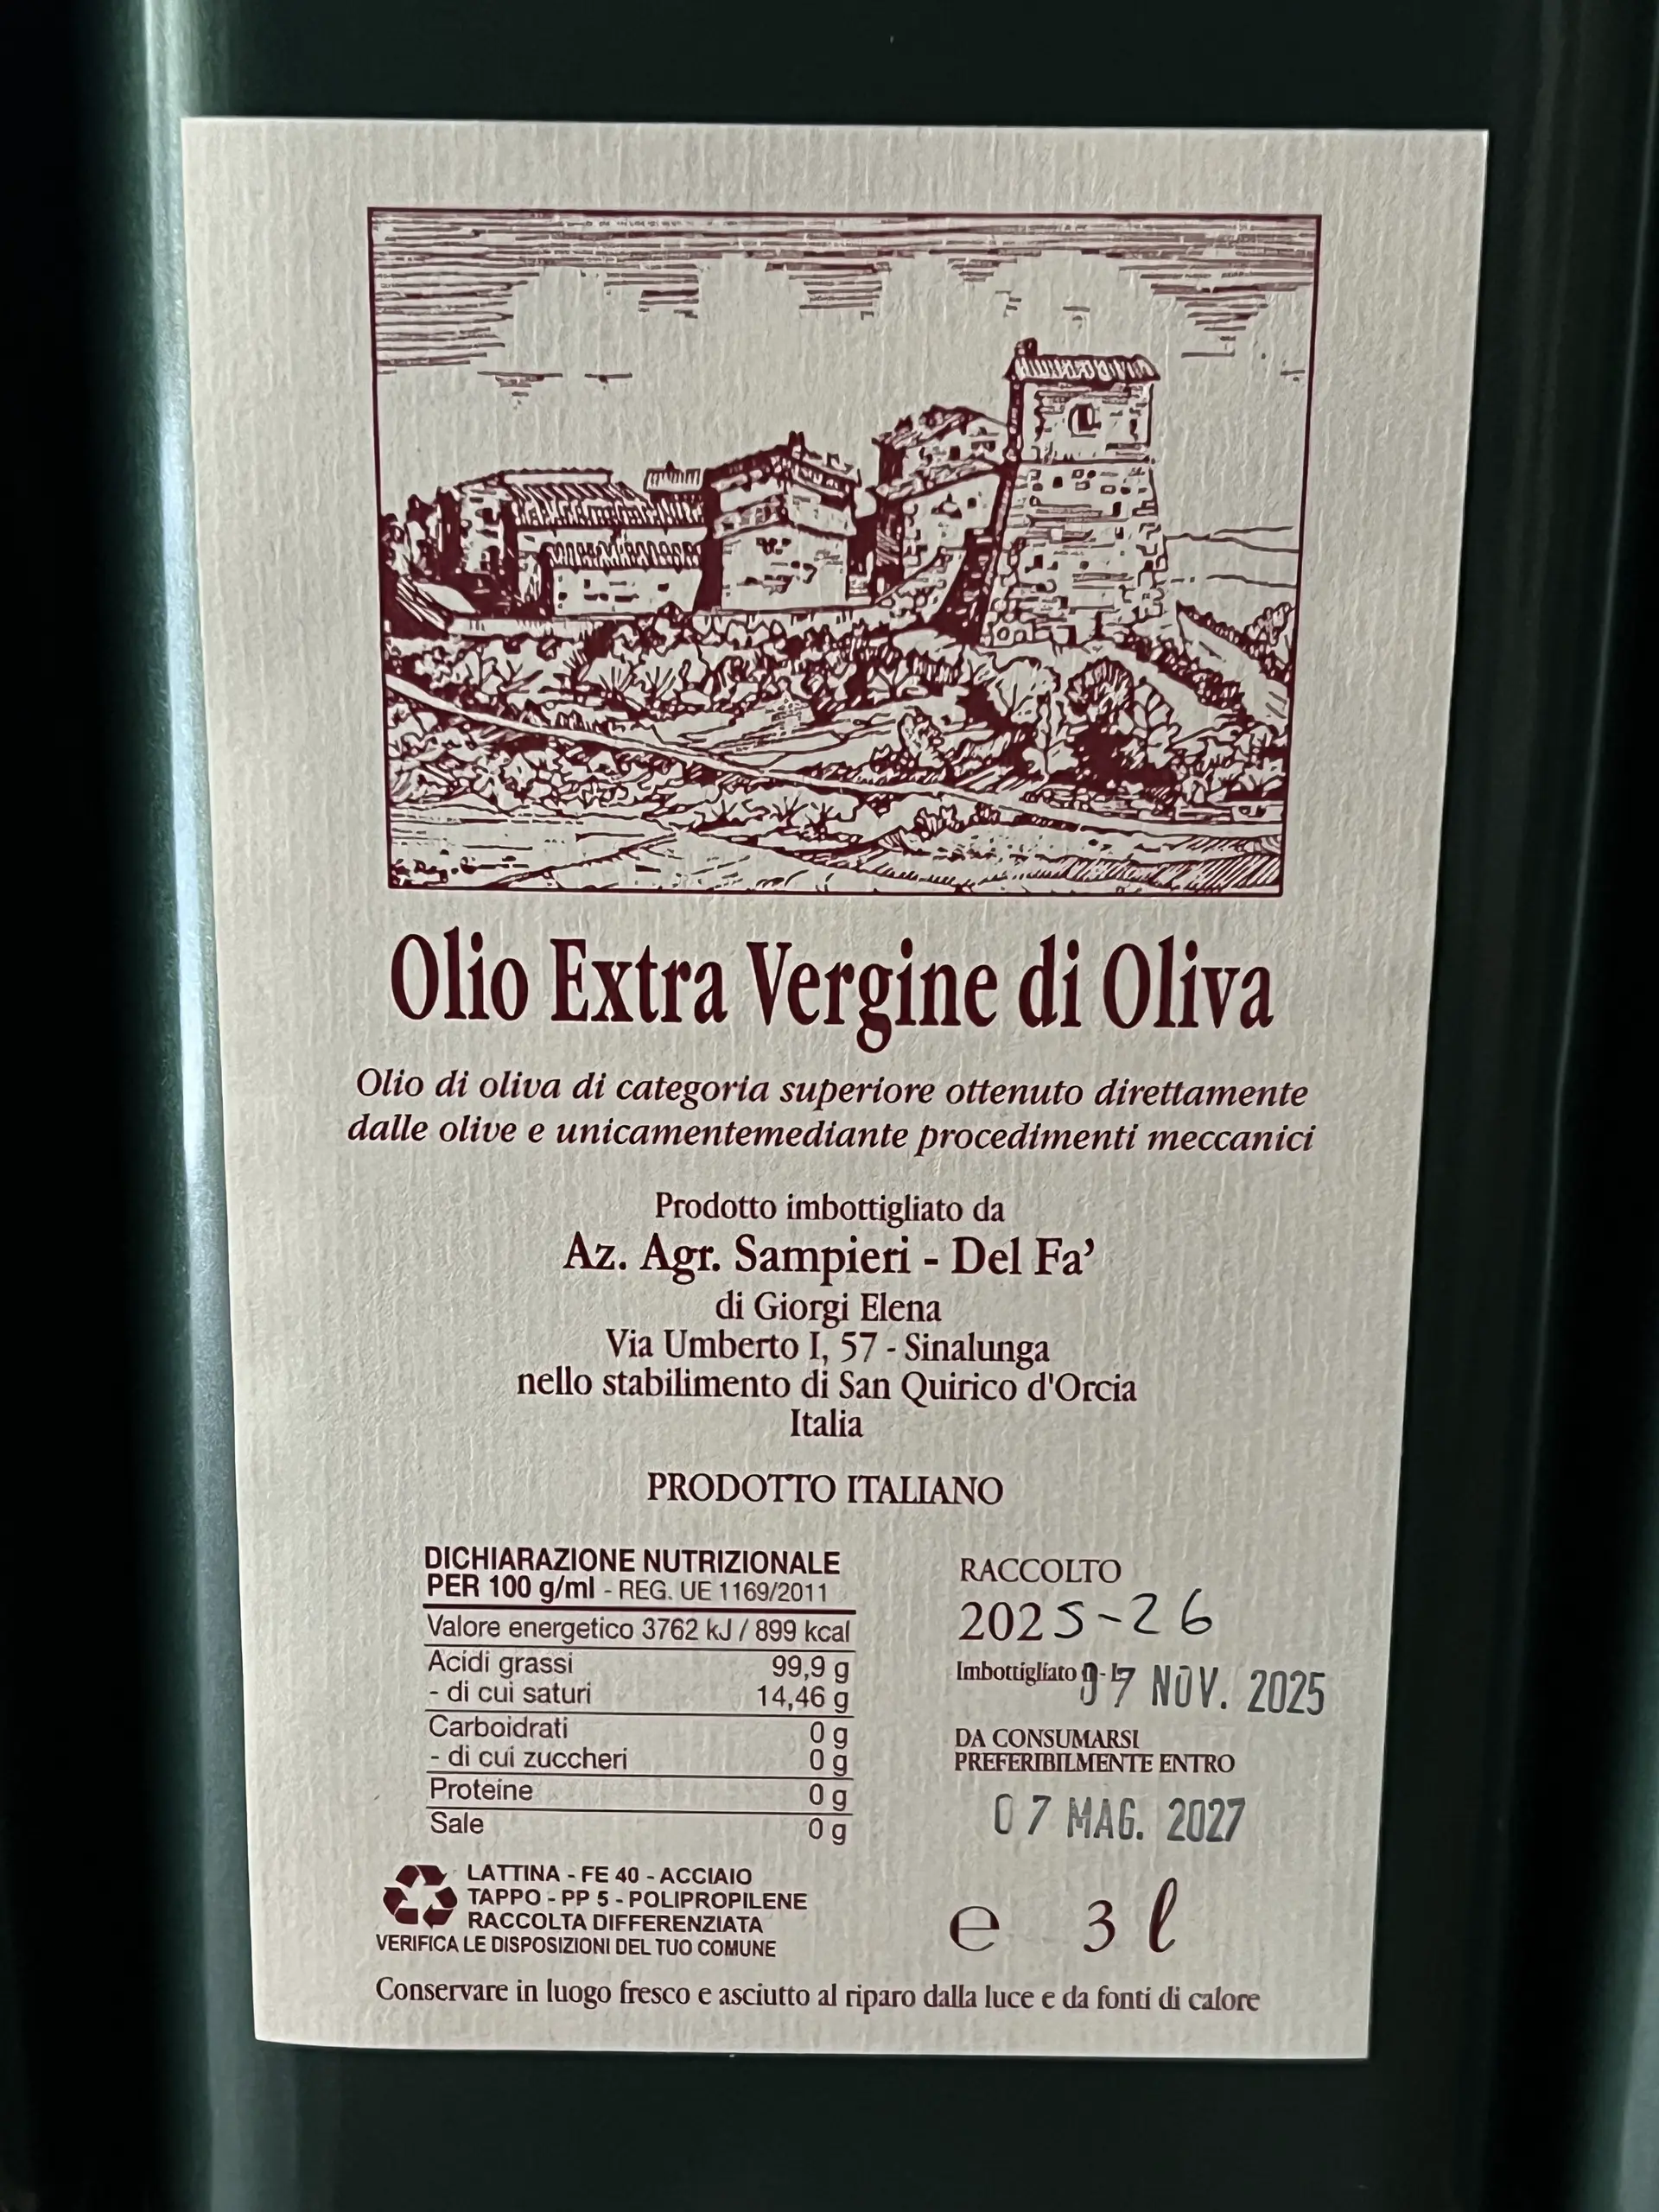 Olio Extra Vergine di Oliva
Olio di oliva di categoria superiore ottenuto direttamente
dalle olive e unicamentemediante procedimenti meccanici
Prodotto imbottigliato da
Az. Agr. Sampieri - Del Fa'
di Giorgi Elena
Via Umberto I, 57 - Sinalunga
nello stabilimento di San Quirico d'Orcia
Italia
PRODOTTO ITALIANO
DICHIARAZIONE NUTRIZIONALE
PER 100 g/ml - REG. UE 1169/2011
Valore energetico 3762 kJ / 899 kcal
Acidi grassi 99,9 g
- di cui saturi 14,46 g
Carboidrati 0 g
- di cui zuccheri 0 g
Proteine 0 g
Sale 0 g
RACCOLTO
2025-26
Imbottigliato NOV. 2025
DA CONSUMARSI
PREFERIBILMENTE ENTRO
07 MAG. 2027
LATTINA - FE 40 - ACCIAIO
TAPPO - PP 5 - POLIPROPILENE
RACCOLTA DIFFERENZIATA
VERIFICA LE DISPOSIZIONI DEL TUO COMUNE
e 3 l
Conservare in luogo fresco e asciutto al riparo dalla luce e da fonti di calore